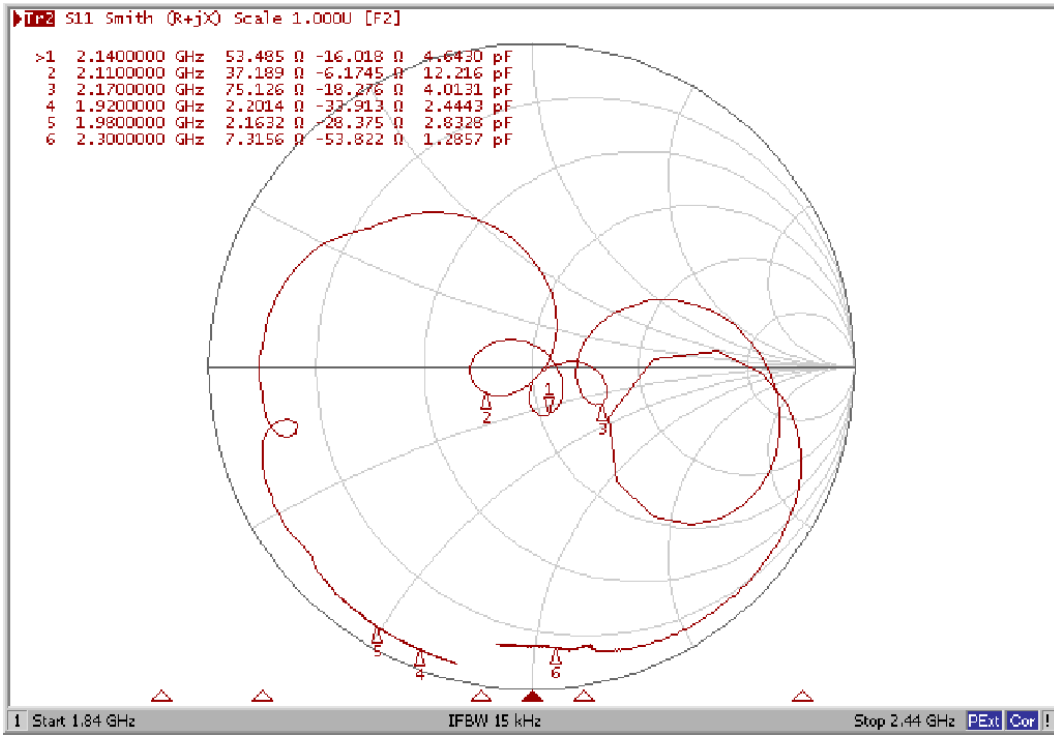 Tr2 S11 Smith (R+jX) Scale 1.000U [F2]
>1 2.1400000 GHz 53.485 Ω -16.018 Ω 4.6430 pF
2 2.1100000 GHz 37.189 Ω -6.1745 Ω 12.216 pF
3 2.1700000 GHz 75.126 Ω -18.276 Ω 4.0131 pF
4 1.9200000 GHz 2.2014 Ω -33.913 Ω 2.4443 pF
5 1.9800000 GHz 2.1632 Ω -28.375 Ω 2.8328 pF
6 2.3000000 GHz 7.3156 Ω -53.822 Ω 1.2857 pF
1
2
3
5
4
6
1 Start 1.84 GHz IFBW 15 kHz Stop 2.44 GHz PExt Cor !